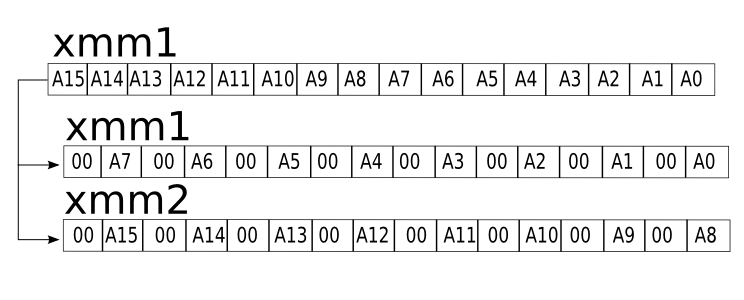 xmm1
A15 A14 A13 A12 A11 A10 A9 A8 A7 A6 A5 A4 A3 A2 A1 A0
xmm1
00 A7 00 A6 00 A5 00 A4 00 A3 00 A2 00 A1 00 A0
xmm2
00 A15 00 A14 00 A13 00 A12 00 A11 00 A10 00 A9 00 A8